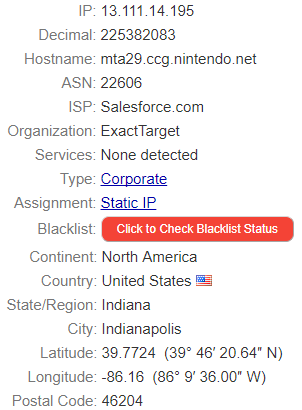 IP: 13.111.14.195
Decimal: 225382083
Hostname: mta29.ccg.nintendo.net
ASN: 22606
ISP: Salesforce.com
Organization: ExactTarget
Services: None detected
Type: Corporate
Assignment: Static IP
Blacklist: Click to Check Blacklist Status
Continent: North America
Country: United States
State/Region: Indiana
City: Indianapolis
Latitude: 39.7724 (39° 46′ 20.64″ N)
Longitude: -86.16 (86° 9′ 36.00″ W)
Postal Code: 46204